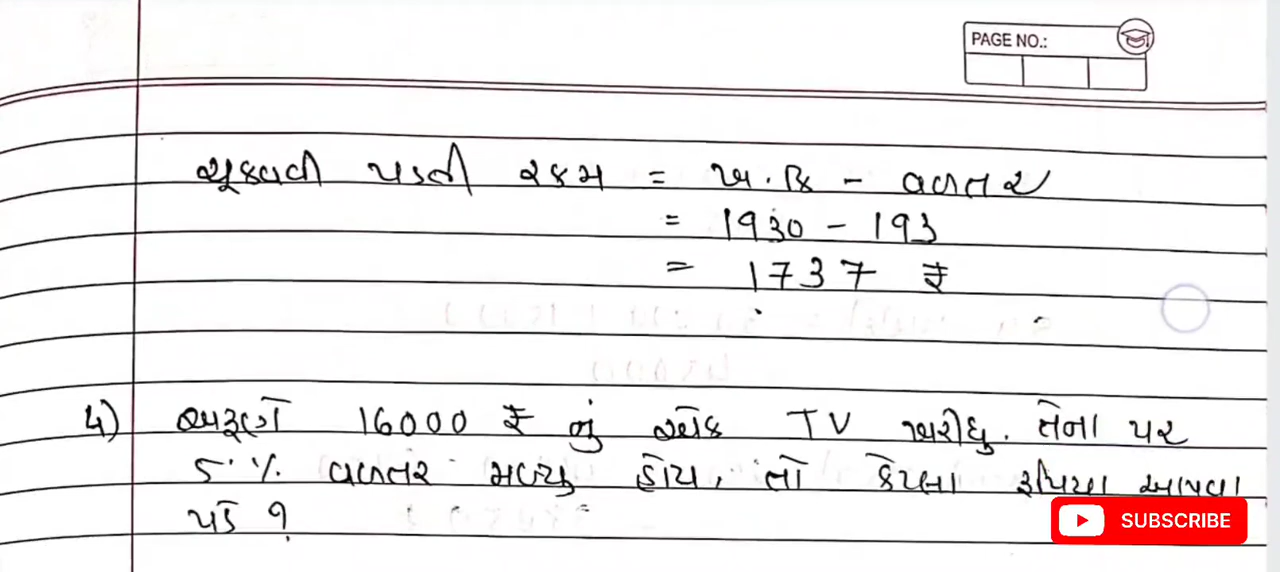 PAGE NO.:
ચૂકવવી પડતી રકમ = ખ.કિ - વળતર
= 1930 - 193
= 1737 ₹
૫) અરૂણે 16000 ₹ નું એક TV ખરીધુ. તેના પર
5 % વળતર મળ્યુ હોય, તો કેટલા રૂપિયા આપવા
પડે ?
SUBSCRIBE